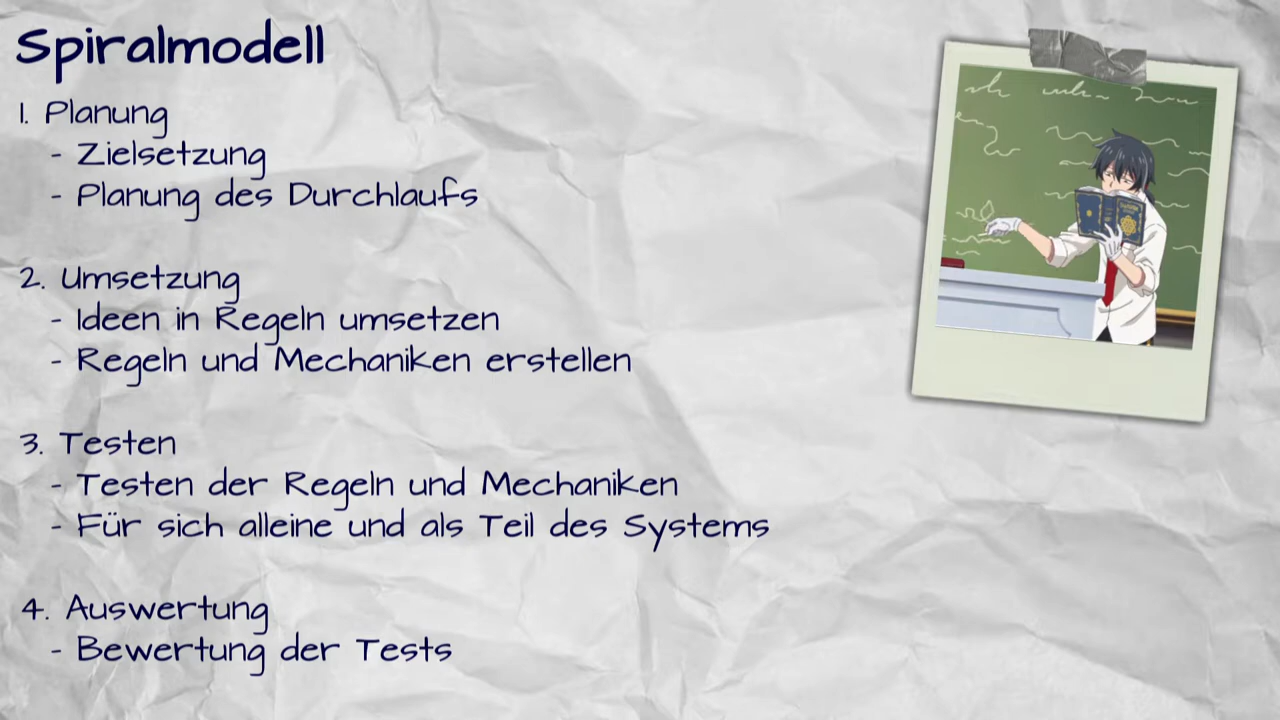 Spiralmodell
1. Planung
- Zielsetzung
- Planung des Durchlaufs
2. Umsetzung
- Ideen in Regeln umsetzen
- Regeln und Mechaniken erstellen
3. Testen
- Testen der Regeln und Mechaniken
- Für sich alleine und als Teil des Systems
4. Auswertung
- Bewertung der Tests